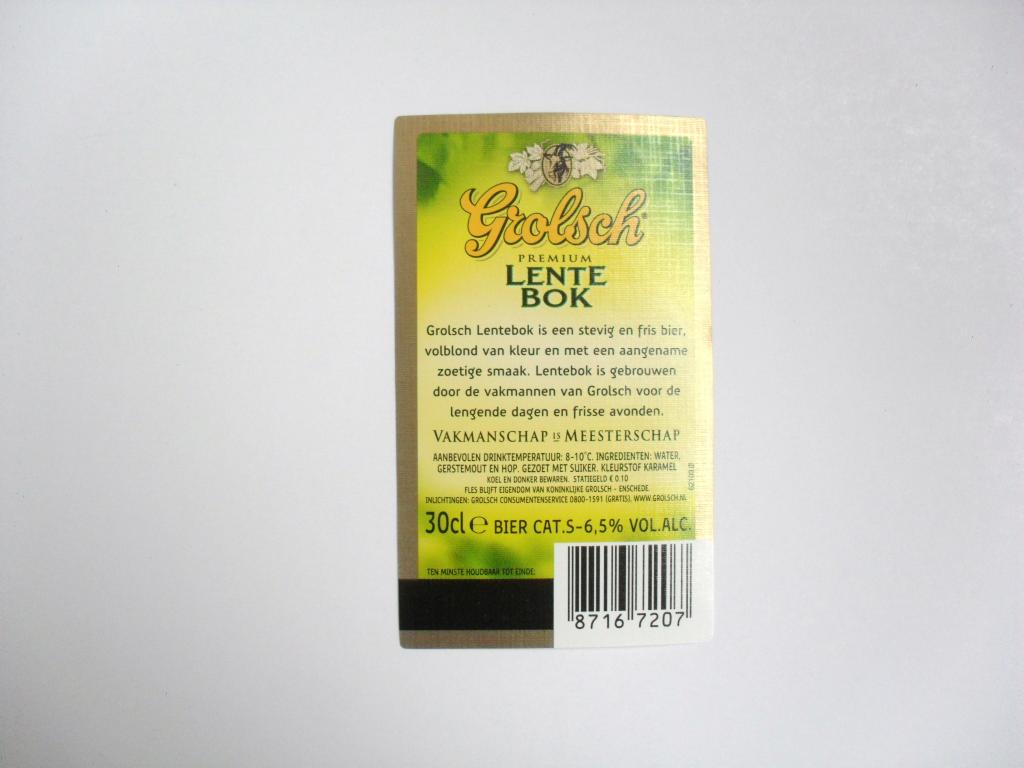 Grolsch
PREMIUM
LENTE
BOK
Grolsch Lentebok is een stevig en fris bier,
volblond van kleur en met een aangename
zoetige smaak. Lentebok is gebrouwen
door de vakmannen van Grolsch voor de
lengende dagen en frisse avonden.
VAKMANSCHAP IS MEESTERSCHAP
AANBEVOLEN DRINKTEMPERATUUR: 8-10°C. INGREDIENTEN: WATER,
GERSTEMOUT EN HOP. GEZOET MET SUIKER. KLEURSTOF KARAMEL
KOEL EN DONKER BEWAREN. STATIEGELD € 0.10
FLES BLIJFT EIGENDOM VAN KONINKLIJKE GROLSCH - ENSCHEDE.
INLICHTINGEN: GROLSCH CONSUMENTENSERVICE 0800-1591 (GRATIS). WWW.GROLSCH.NL
30cl e BIER CAT.S-6,5% VOL.ALC.
TEN MINSTE HOUDBAAR TOT EINDE:
8716 7207